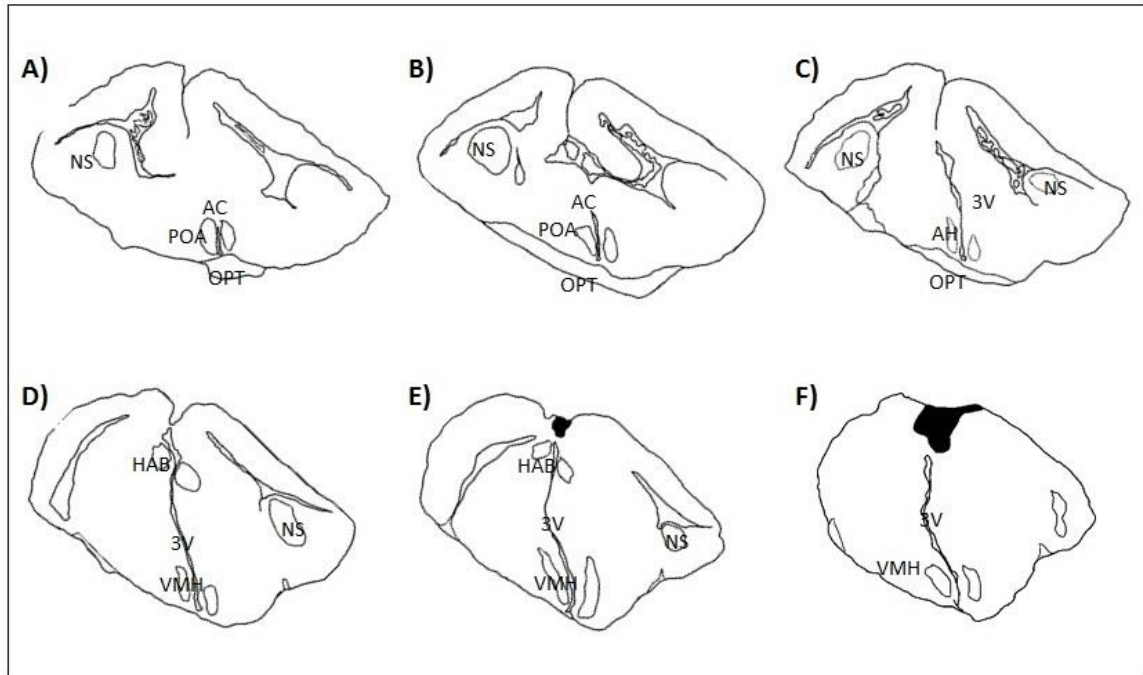 A)
NS
AC
POA
OPT
B)
NS
AC
POA
OPT
C)
NS
NS
3V
AH
OPT
D)
HAB
NS
3V
VMH
E)
HAB
3V
NS
VMH
F)
3V
VMH